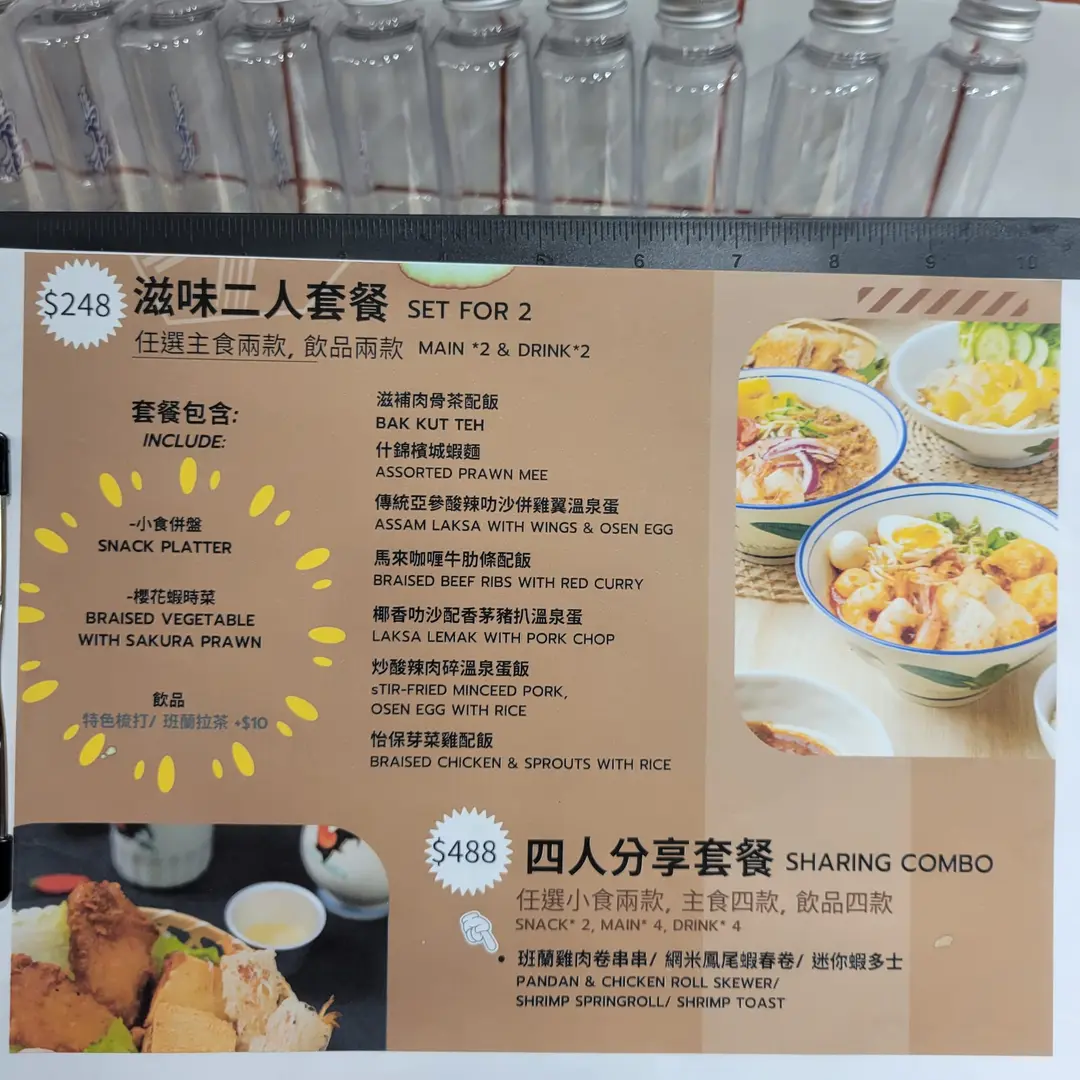 6 7 8 9 10
$248
滋味二人套餐 SET FOR 2
任選主食兩款, 飲品兩款 MAIN *2 & DRINK*2
套餐包含:
INCLUDE:
-小食併盤
SNACK PLATTER
-櫻花蝦時菜
BRAISED VEGETABLE
WITH SAKURA PRAWN
飲品
特色梳打/ 班蘭拉茶 +$10
滋補肉骨茶配飯
BAK KUT TEH
什錦檳城蝦麵
ASSORTED PRAWN MEE
傳統亞參酸辣叻沙併雞翼溫泉蛋
ASSAM LAKSA WITH WINGS & OSEN EGG
馬來咖喱牛肋條配飯
BRAISED BEEF RIBS WITH RED CURRY
椰香叻沙配香茅豬扒溫泉蛋
LAKSA LEMAK WITH PORK CHOP
炒酸辣肉碎溫泉蛋飯
sTIR-FRIED MINCEED PORK,
OSEN EGG WITH RICE
怡保芽菜雞配飯
BRAISED CHICKEN & SPROUTS WITH RICE
$488
四人分享套餐 SHARING COMBO
任選小食兩款, 主食四款, 飲品四款
SNACK* 2, MAIN* 4, DRINK* 4
• 班蘭雞肉卷串串/ 網米鳳尾蝦春卷/ 迷你蝦多士
PANDAN & CHICKEN ROLL SKEWER/
SHRIMP SPRINGROLL/ SHRIMP TOAST